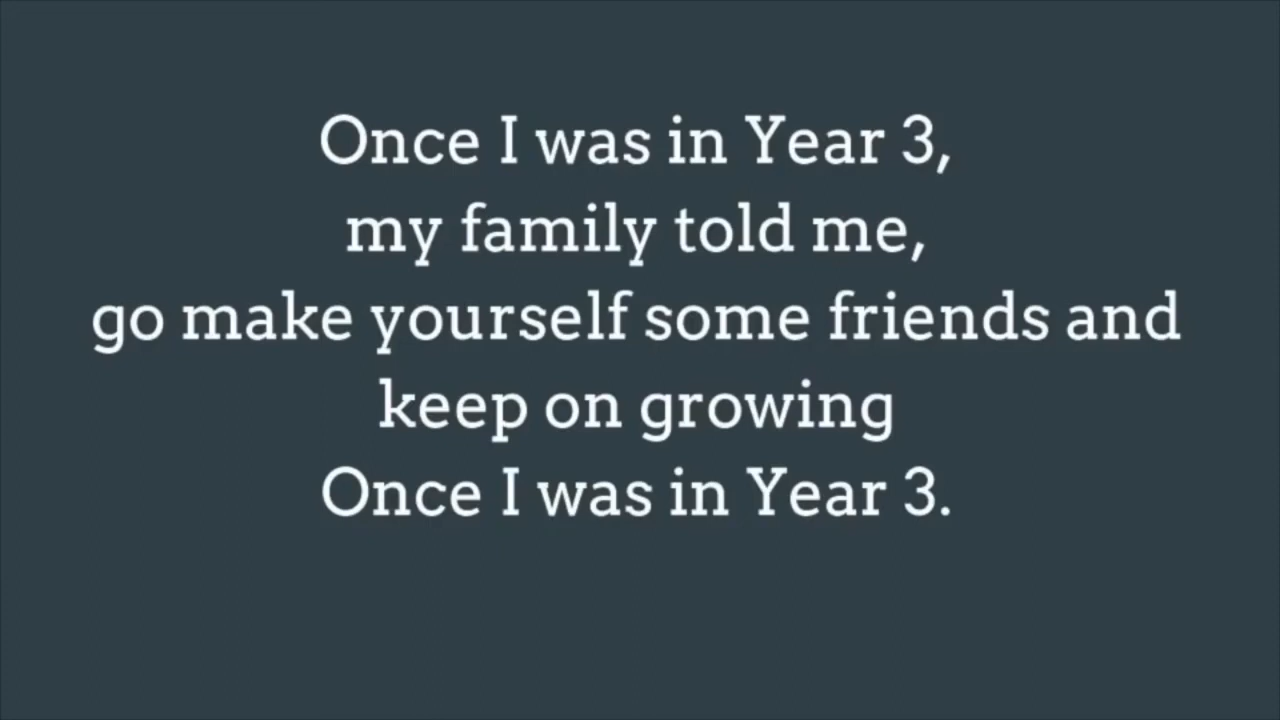 Once I was in Year 3,
my family told me,
go make yourself some friends and
keep on growing
Once I was in Year 3.